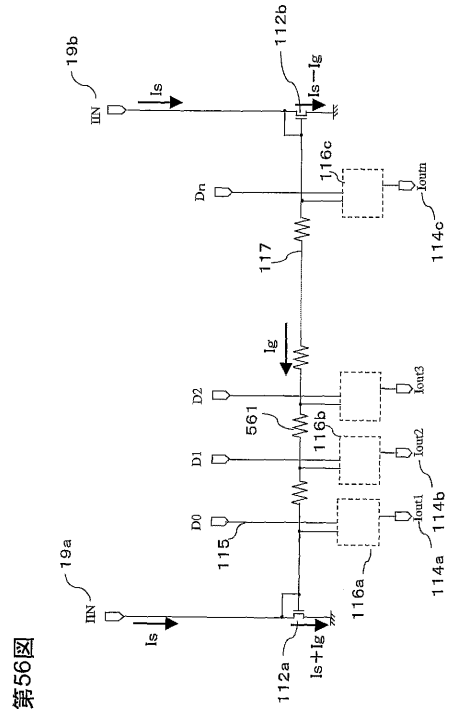 第56図
19a
IIN
Is
112a
Is+Ig
D0
115
116a
Iout1
114a
D1
561
116b
Iout2
114b
D2
Iout3
Ig
117
Dn
116c
Ioutn
114c
19b
IIN
Is
112b
Is-Ig